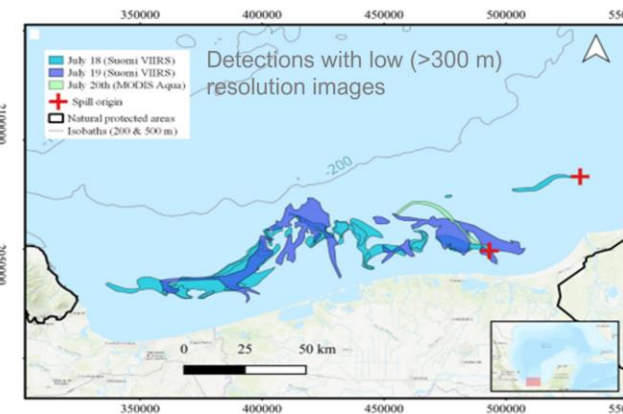 350000 400000 450000 500000
Detections with low (>300 m)
resolution images
July 18 (Suomi VIIRS)
July 19 (Suomi VIIRS)
July 20th (MODIS Aqua)
Spill origin
Natural protected areas
Isobaths (200 & 500 m)
-200
0 25 50 km
350000 400000 450000 500000